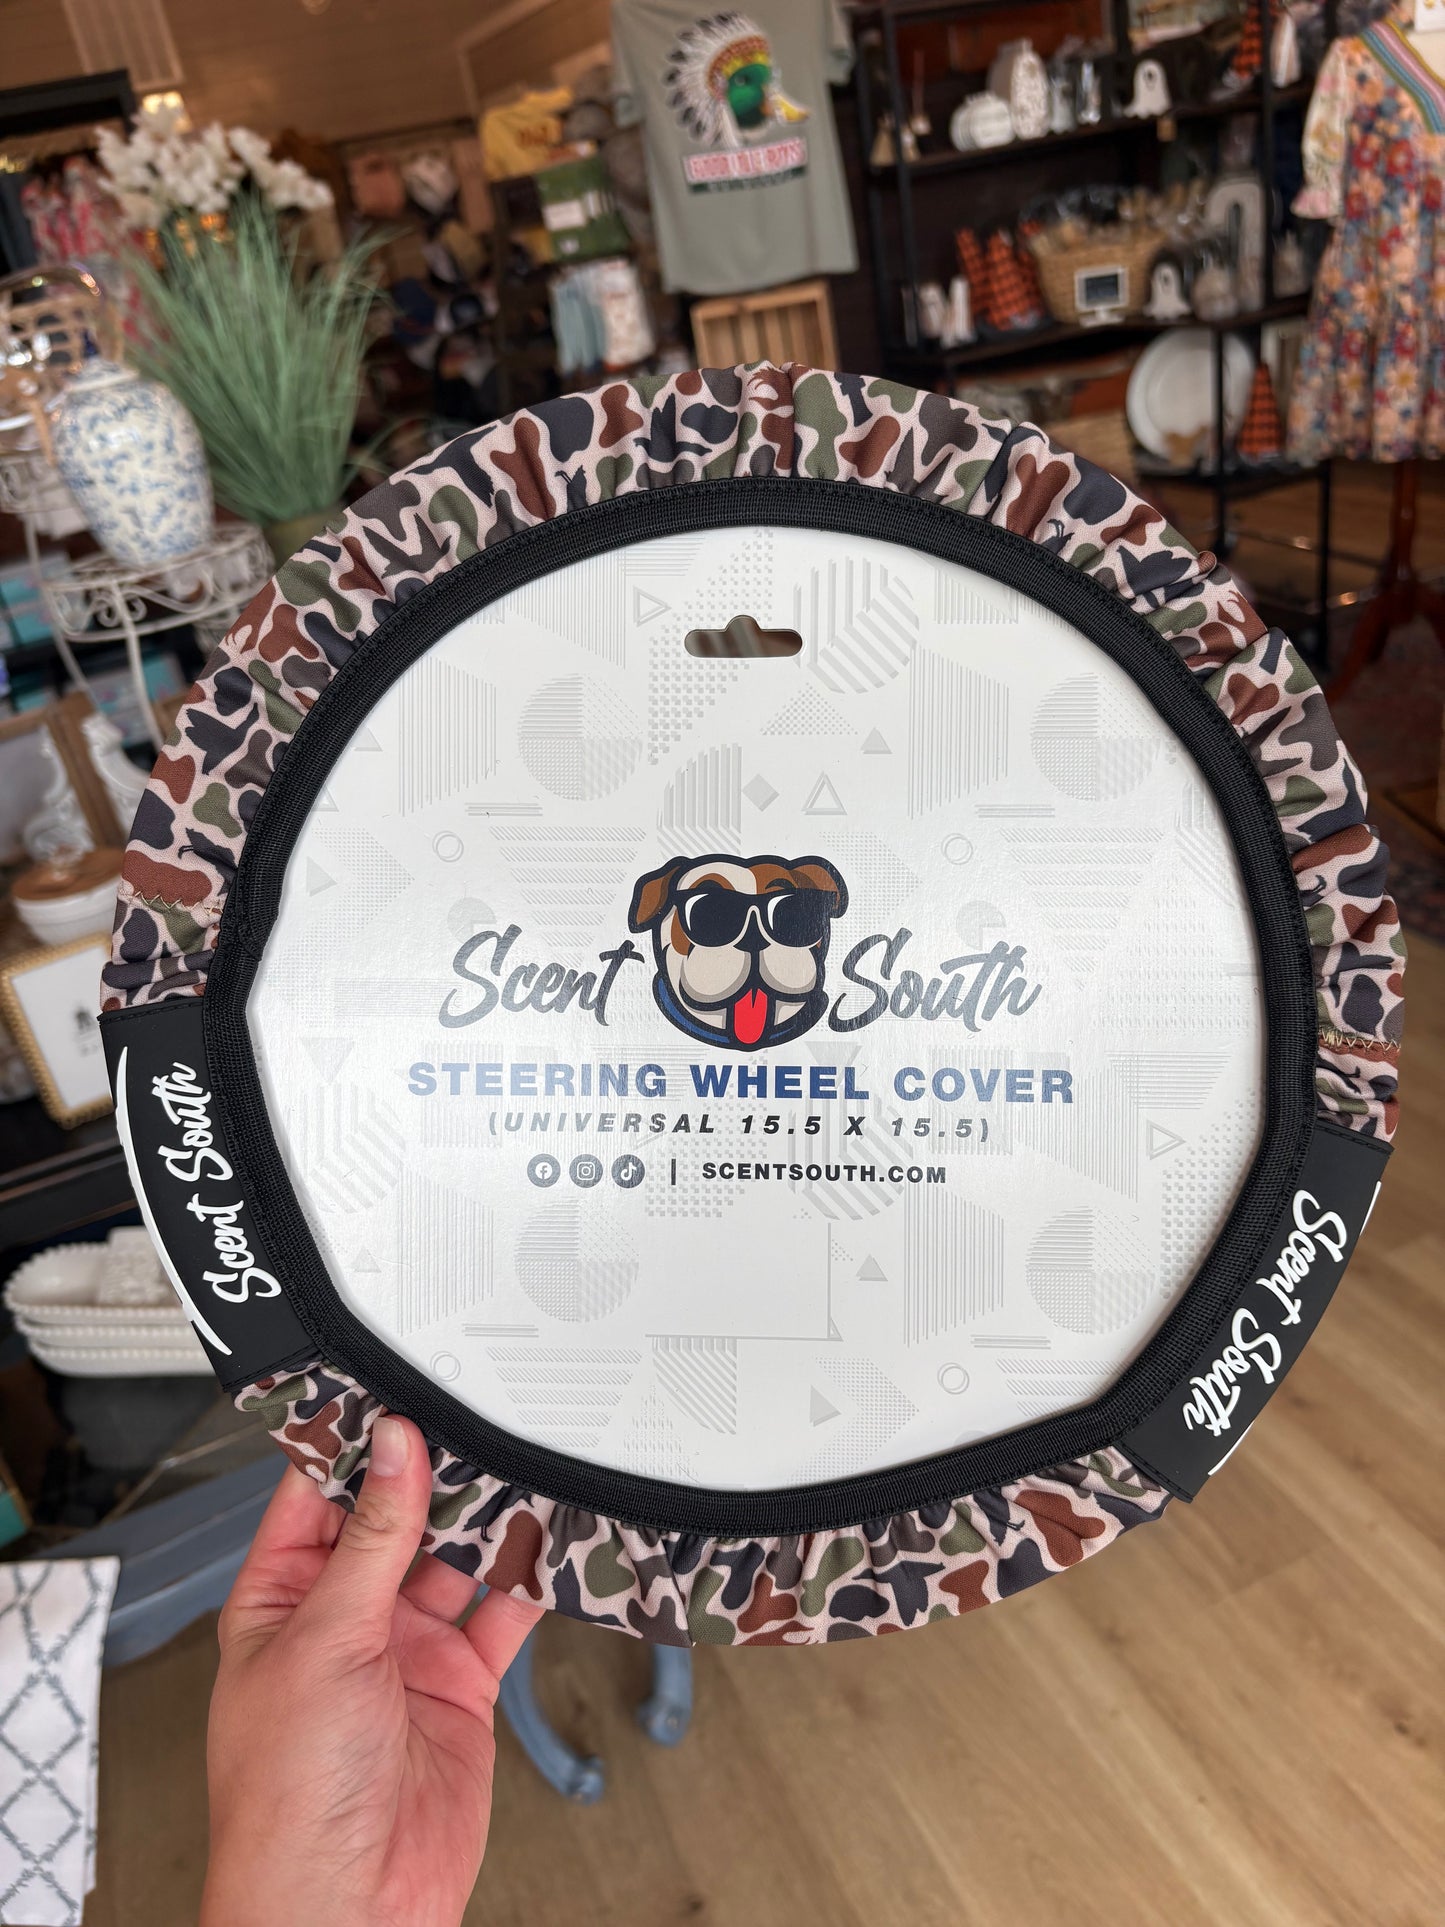 Scent South
STEERING WHEEL COVER
(UNIVERSAL 15.5 X 15.5)
| SCENTSOUTH.COM
Scent South
Scent South